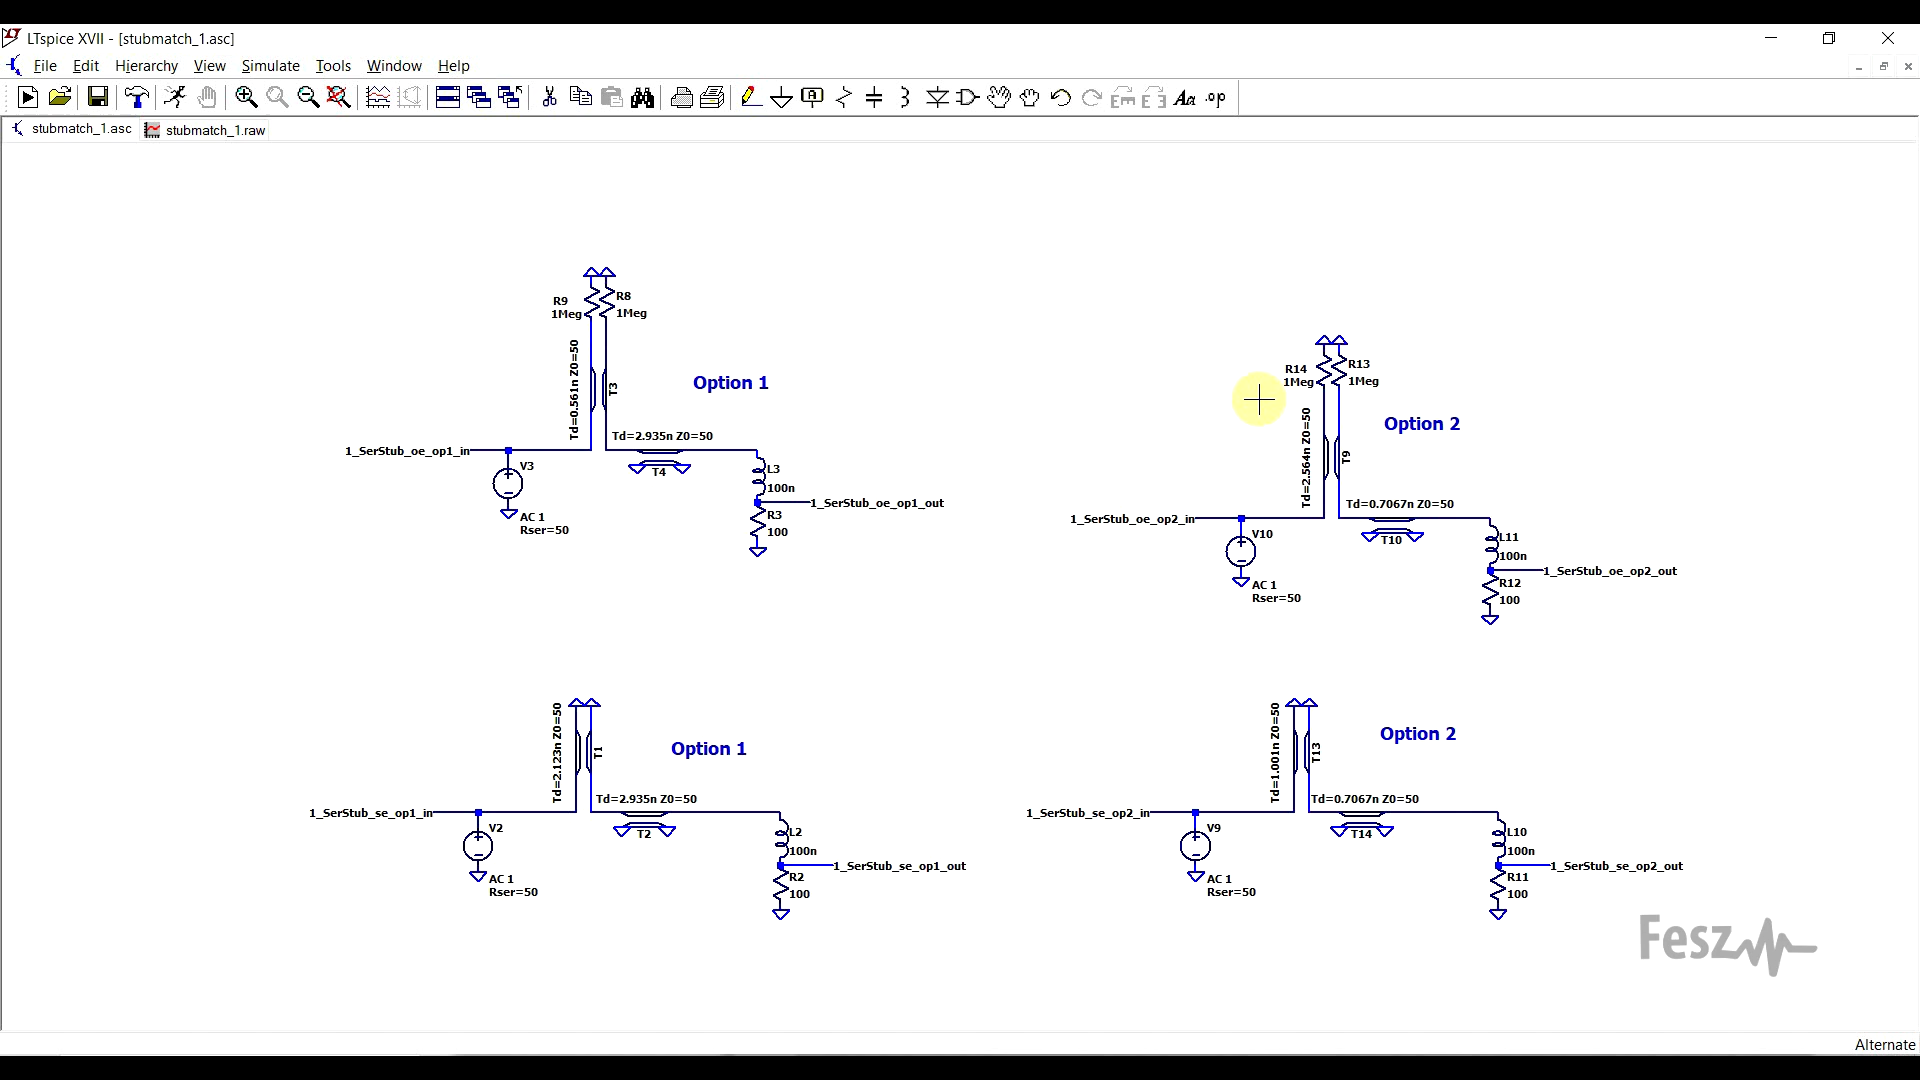 LTspice XVII - [stubmatch_1.asc]
File Edit Hierarchy View Simulate Tools Window Help
A Aa .op
stubmatch_1.asc stubmatch_1.raw
R9
1Meg
R8
1Meg
Td=0.561n Z0=50
T3
Option 1
1_SerStub_oe_op1_in
Td=2.935n Z0=50
T4
V3
AC 1
Rser=50
L3
100n
1_SerStub_oe_op1_out
R3
100
R14
1Meg
R13
1Meg
Td=2.564n Z0=50
T9
Option 2
1_SerStub_oe_op2_in
Td=0.7067n Z0=50
T10
V10
AC 1
Rser=50
L11
100n
1_SerStub_oe_op2_out
R12
100
Td=2.123n Z0=50
T1
Option 1
1_SerStub_se_op1_in
Td=2.935n Z0=50
T2
V2
AC 1
Rser=50
L2
100n
1_SerStub_se_op1_out
R2
100
Td=1.001n Z0=50
T13
Option 2
1_SerStub_se_op2_in
Td=0.7067n Z0=50
T14
V9
AC 1
Rser=50
L10
100n
1_SerStub_se_op2_out
R11
100
Fesz
Alternate